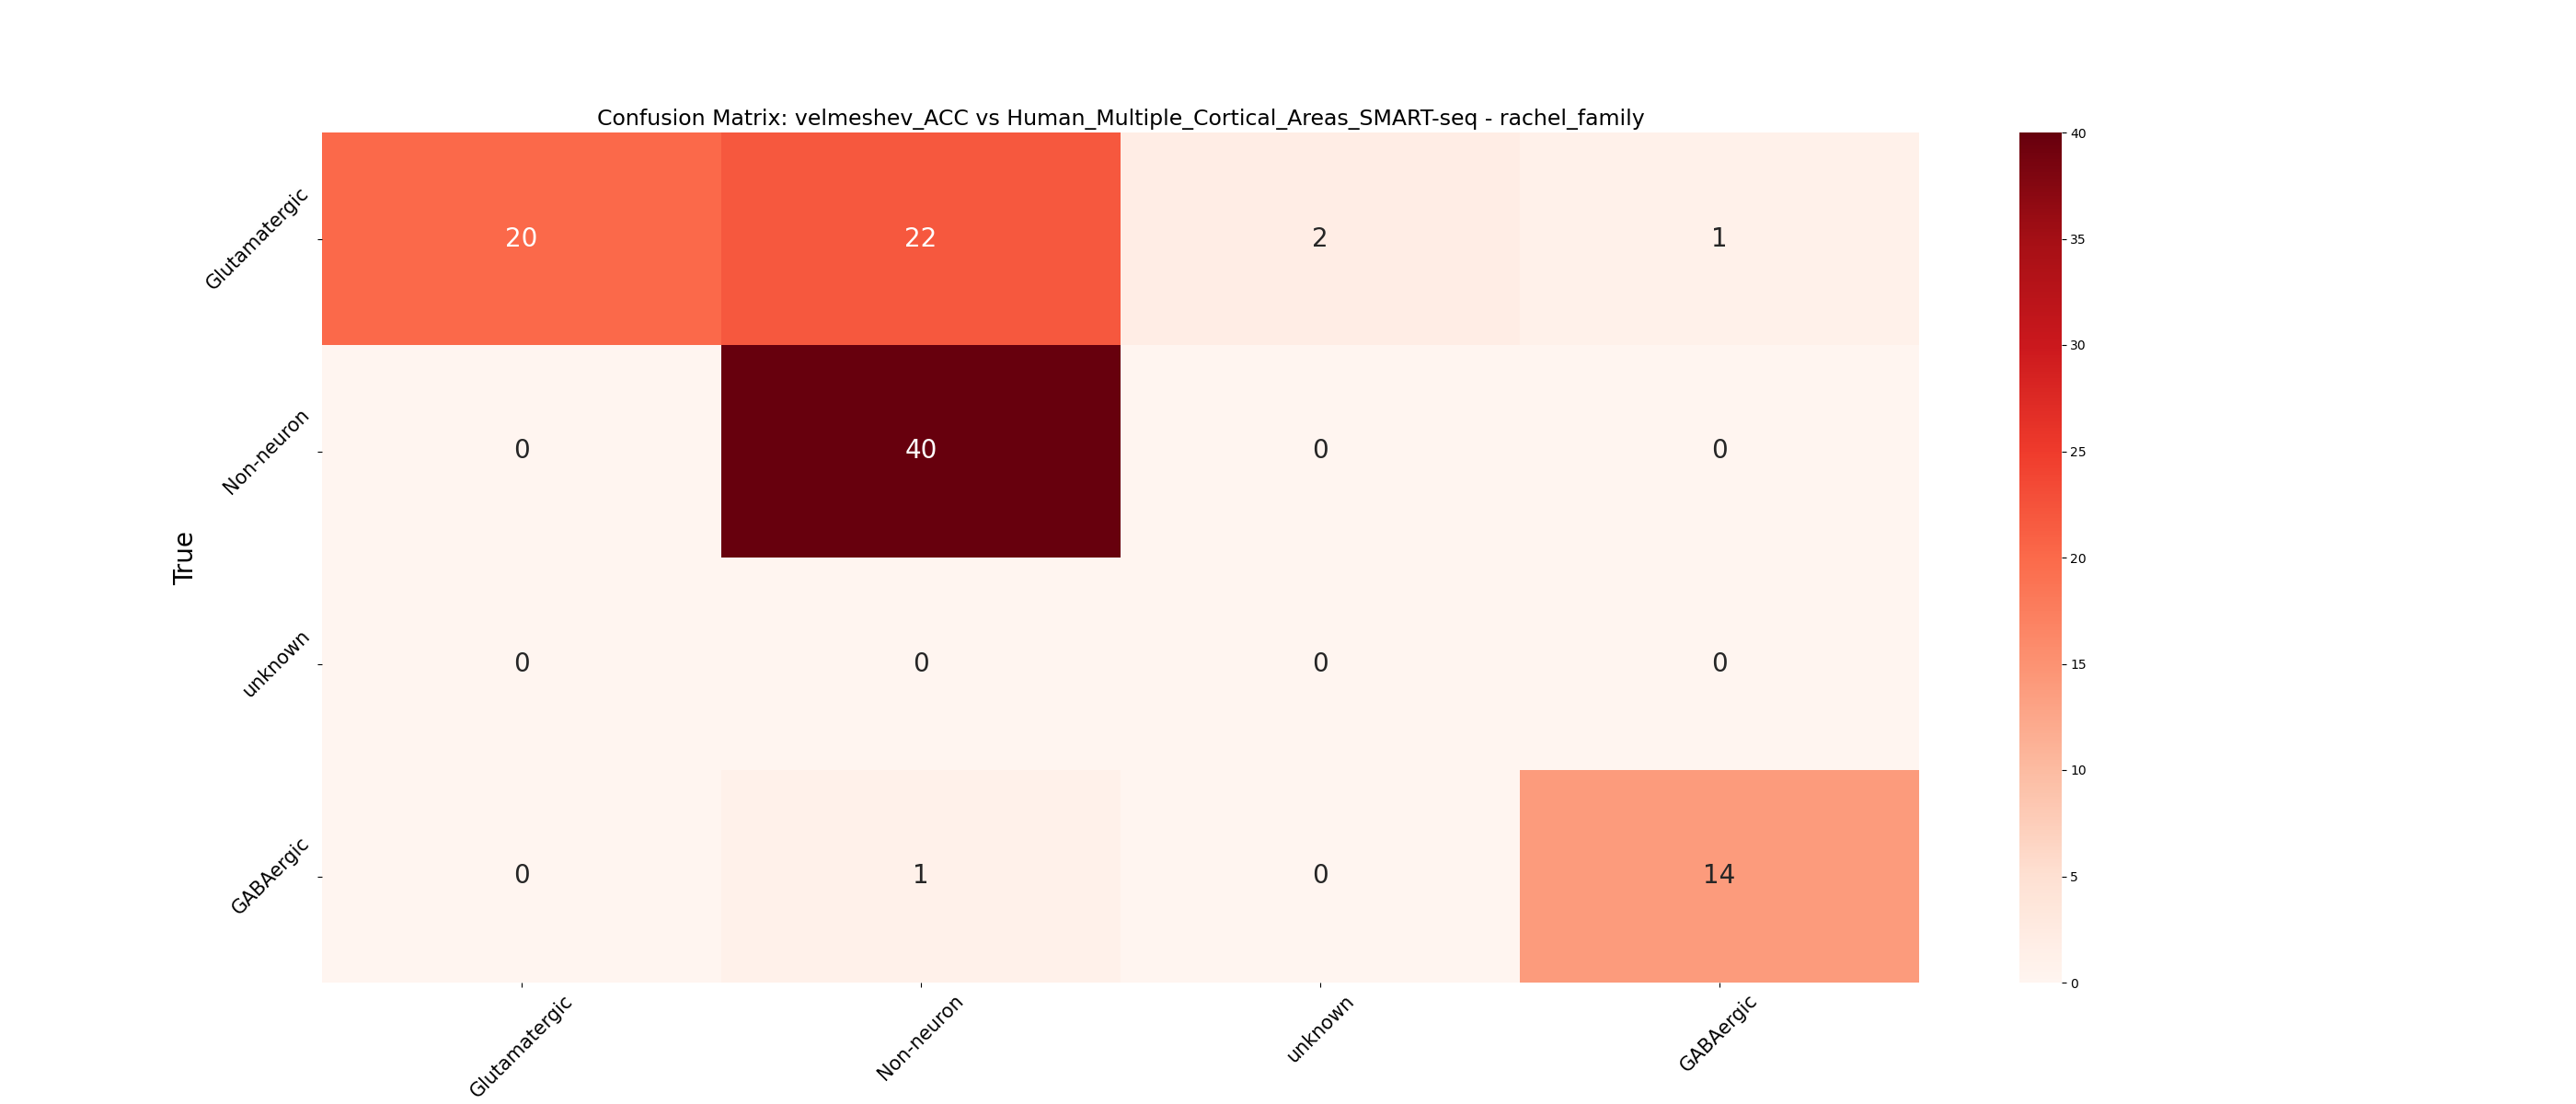 Confusion Matrix: velmeshev_ACC vs Human_Multiple_Cortical_Areas_SMART-seq - rachel_family
True
Glutamatergic
20 22 2 1
Non-neuron
0 40 0 0
unknown
0 0 0 0
GABAergic
0 1 0 14
Glutamatergic Non-neuron unknown GABAergic
40
35
30
25
20
15
10
5
0